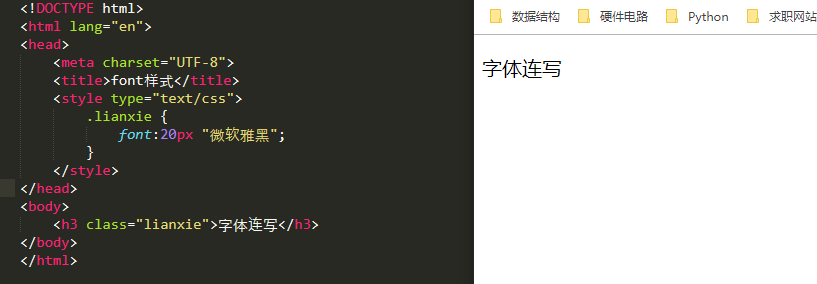 <!DOCTYPE html>
<html lang="en">
<head>
    <meta charset="UTF-8">
    <title>font样式</title>
    <style type="text/css">
        .lianxie {
            font:20px "微软雅黑";
        }
    </style>
</head>
<body>
    <h3 class="lianxie">字体连写</h3>
</body>
</html>
数据结构 硬件电路 Python 求职网站
字体连写